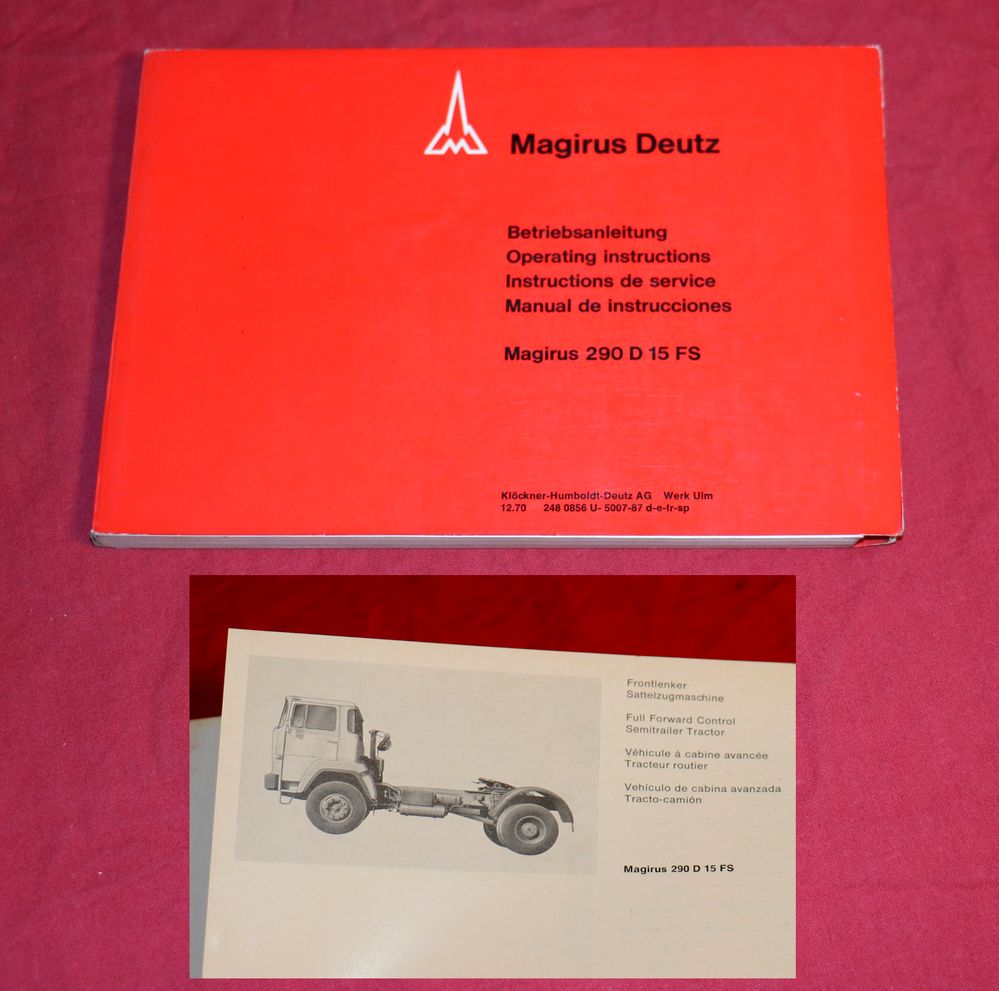 Magirus Deutz
Betriebsanleitung
Operating instructions
Instructions de service
Manual de instrucciones
Magirus 290 D 15 FS
Klöckner-Humboldt-Deutz AG Werk Ulm
12.70 248 0856 U- 5007-87 d-e-fr-sp
Frontlenker
Sattelzugmaschine
Full Forward Control
Semitrailer Tractor
Véhicule à cabine avancée
Tracteur routier
Vehículo de cabina avanzada
Tracto-camión
Magirus 290 D 15 FS